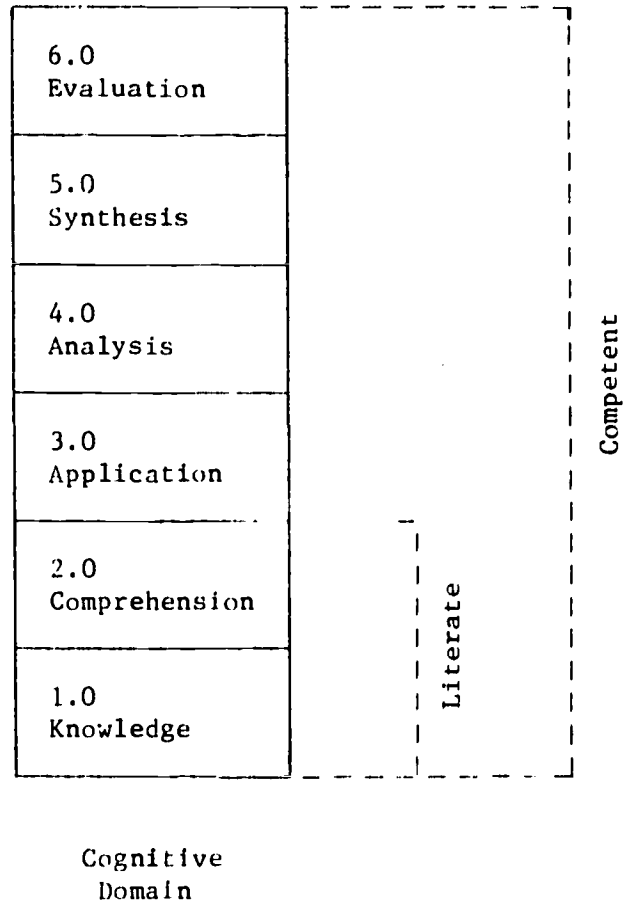 6.0
Evaluation
5.0
Synthesis
4.0
Analysis
3.0
Application
2.0
Comprehension
1.0
Knowledge
Literate
Competent
Cognitive
Domain